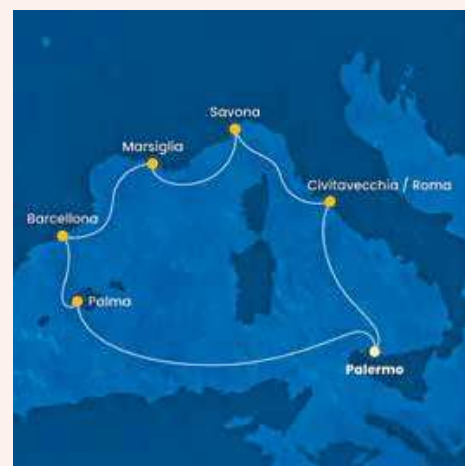 Savona
Marsiglia
Civitavecchia / Roma
Barcellona
Palma
Palermo